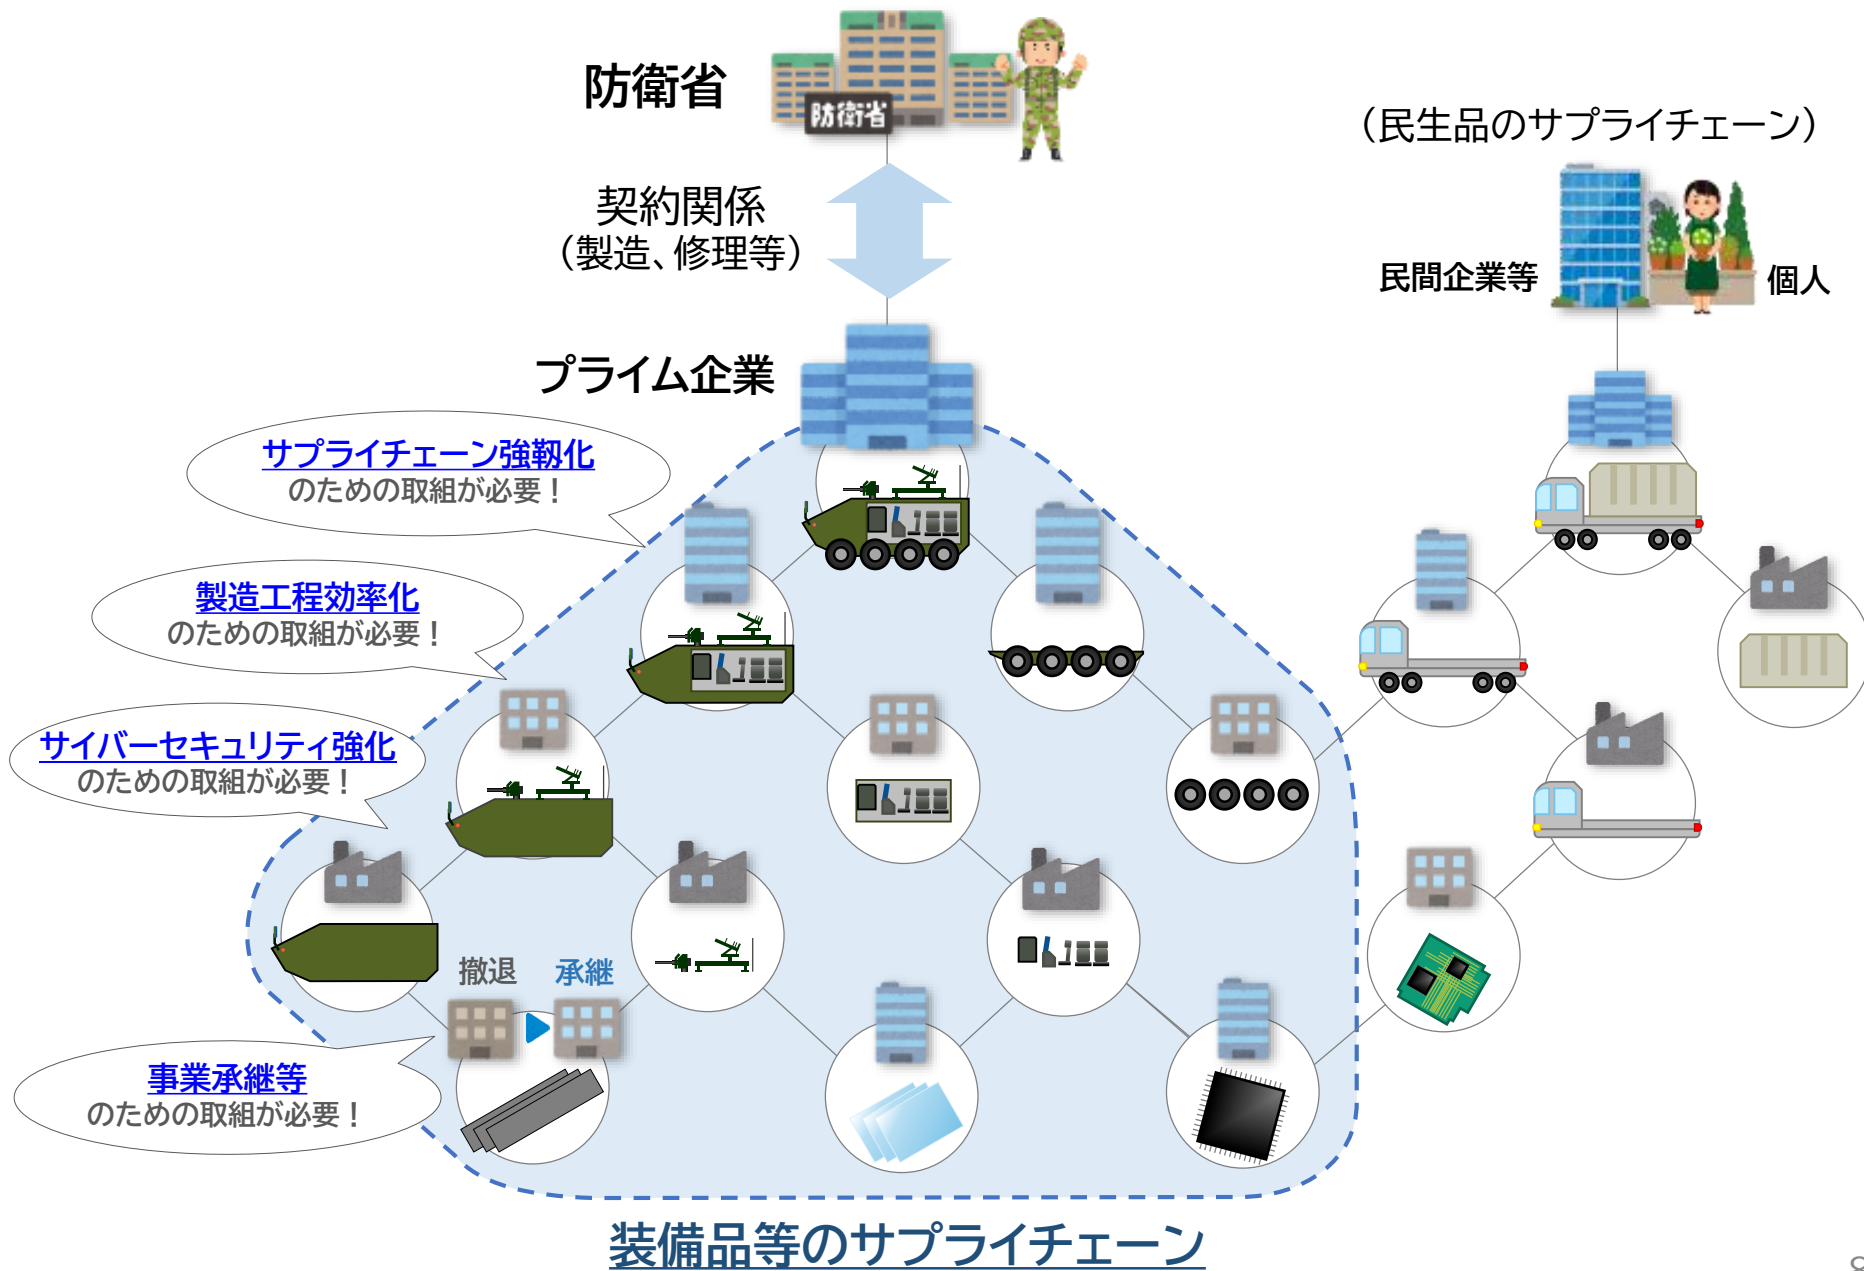 防衛省
防衛省
契約関係
（製造、修理等）
（民生品のサプライチェーン）
民間企業等
個人
プライム企業
サプライチェーン強靱化
のための取組が必要！
製造工程効率化
のための取組が必要！
サイバーセキュリティ強化
のための取組が必要！
撤退
承継
事業承継等
のための取組が必要！
装備品等のサプライチェーン